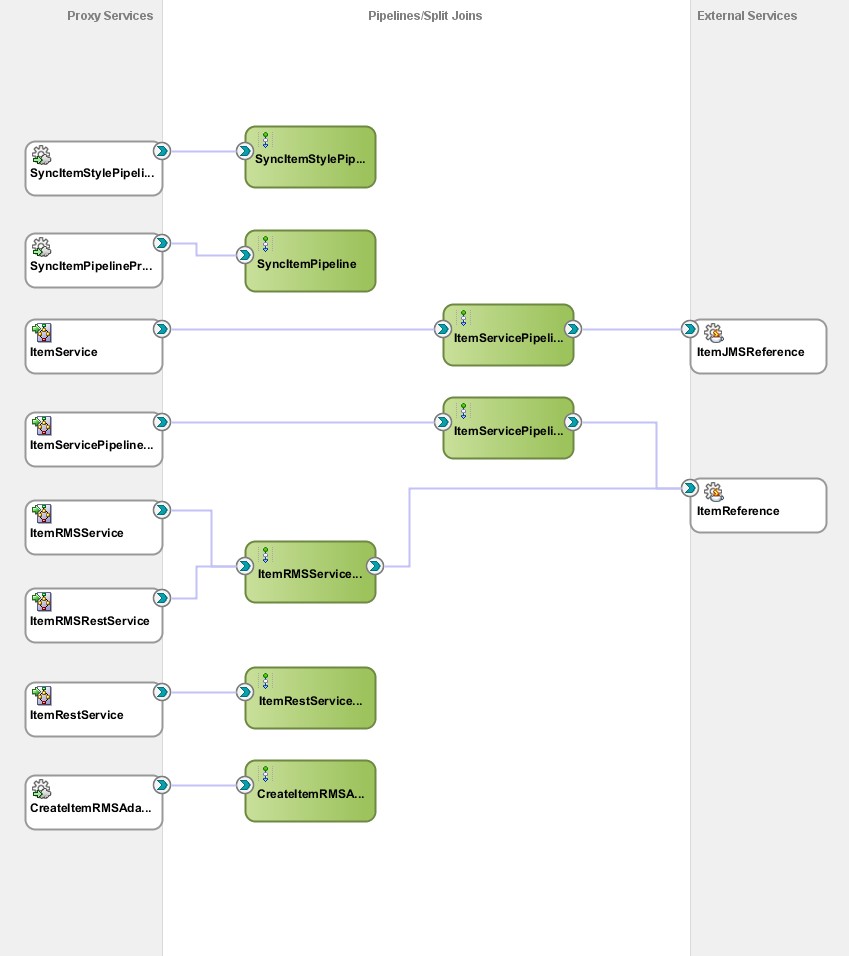 Proxy Services
Pipelines/Split Joins
External Services
SyncItemStylePipeli...
SyncItemStylePip...
SyncItemPipelinePr...
SyncItemPipeline
ItemService
ItemServicePipeli...
ItemJMSReference
ItemServicePipeline...
ItemServicePipeli...
ItemReference
ItemRMSService
ItemRMSService...
ItemRMSRestService
ItemRestService
ItemRestService...
CreateItemRMSAda...
CreateItemRMSA...